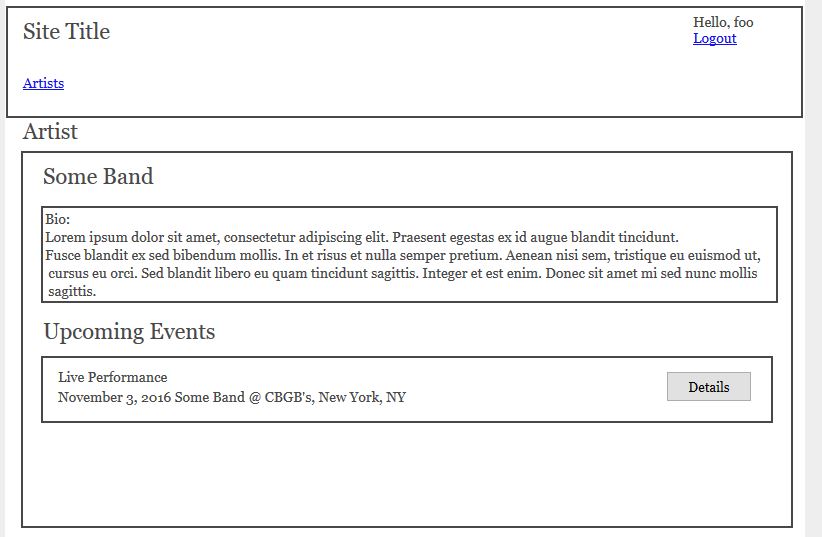 Site Title
Hello, foo
Logout
Artists
Artist
Some Band
Bio:
Lorem ipsum dolor sit amet, consectetur adipiscing elit. Praesent egestas ex id augue blandit tincidunt.
Fusce blandit ex sed bibendum mollis. In et risus et nulla semper pretium. Aenean nisi sem, tristique eu euismod ut,
cursus eu orci. Sed blandit libero eu quam tincidunt sagittis. Integer et est enim. Donec sit amet mi sed nunc mollis
sagittis.
Upcoming Events
Live Performance
November 3, 2016 Some Band @ CBGB's, New York, NY
Details